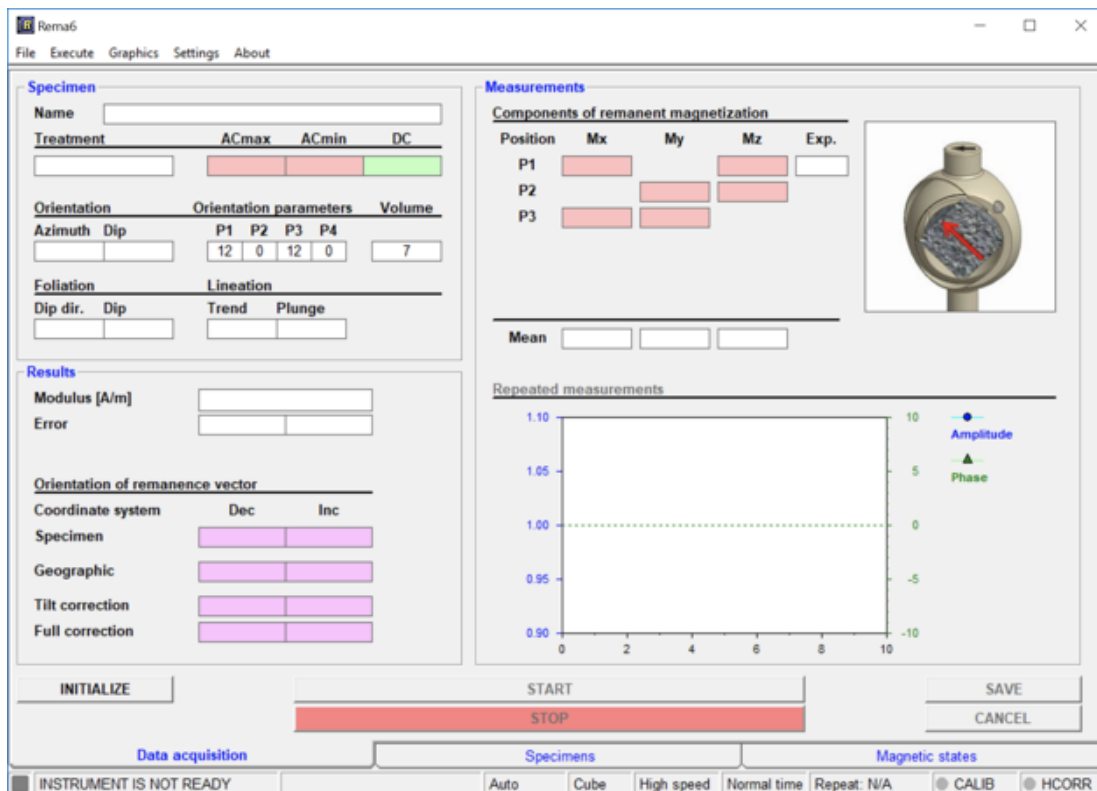 Rema6
File Execute Graphics Settings About
Specimen
Name
Treatment ACmax ACmin DC
Orientation Orientation parameters Volume
Azimuth Dip P1 P2 P3 P4
12 0 12 0 7
Foliation Lineation
Dip dir. Dip Trend Plunge
Results
Modulus [A/m]
Error
Orientation of remanence vector
Coordinate system Dec Inc
Specimen
Geographic
Tilt correction
Full correction
Measurements
Components of remanent magnetization
Position Mx My Mz Exp.
P1
P2
P3
Mean
Repeated measurements
1.10 10
Amplitude
1.05 5
Phase
1.00 0
0.95 -5
0.90 -10
0 2 4 6 8 10
INITIALIZE START SAVE
STOP CANCEL
Data acquisition Specimens Magnetic states
INSTRUMENT IS NOT READY Auto Cube High speed Normal time Repeat: N/A CALIB HCORR